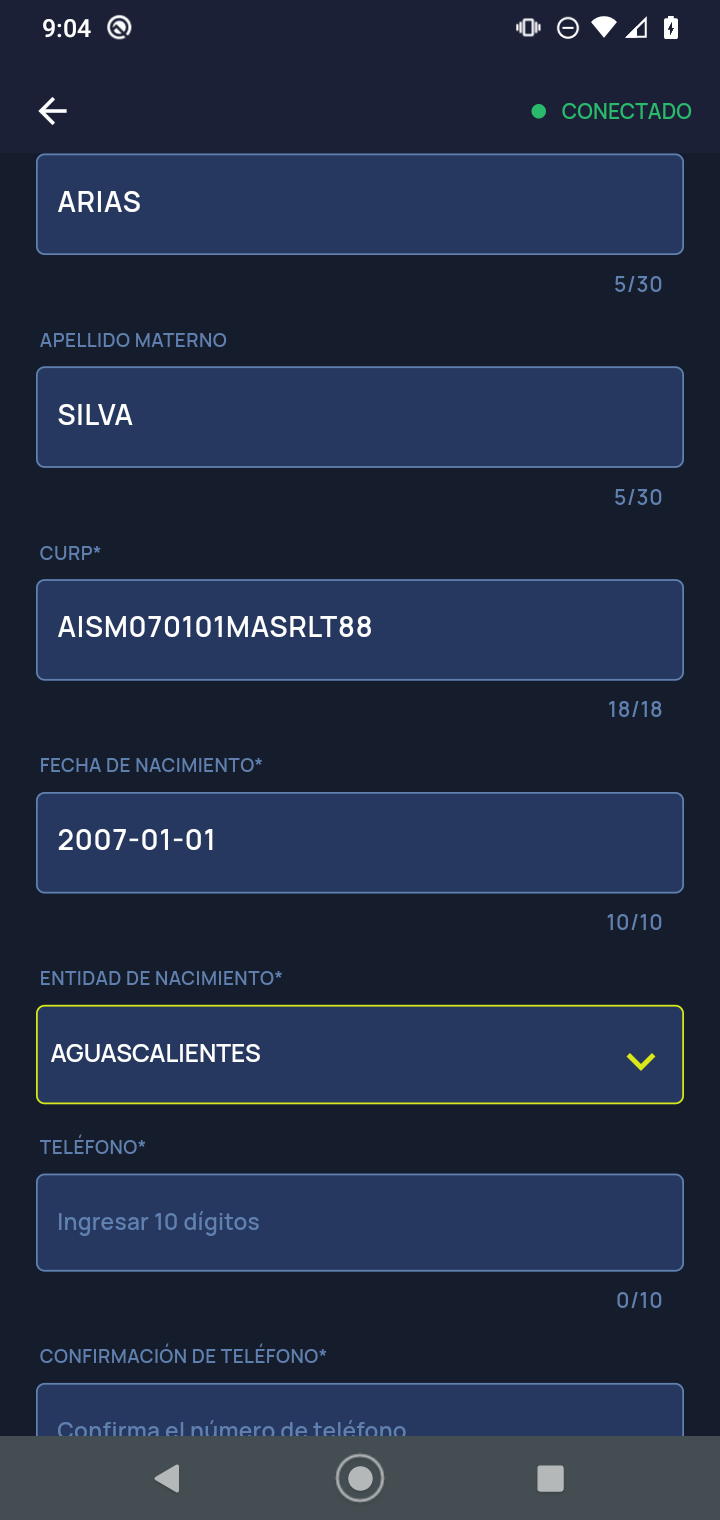 9:04
CONECTADO
ARIAS
5/30
APELLIDO MATERNO
SILVA
5/30
CURP*
AISM070101MASRLT88
18/18
FECHA DE NACIMIENTO*
2007-01-01
10/10
ENTIDAD DE NACIMIENTO*
AGUASCALIENTES
TELÉFONO*
Ingresar 10 dígitos
0/10
CONFIRMACIÓN DE TELÉFONO*
Confirma el número de teléfono